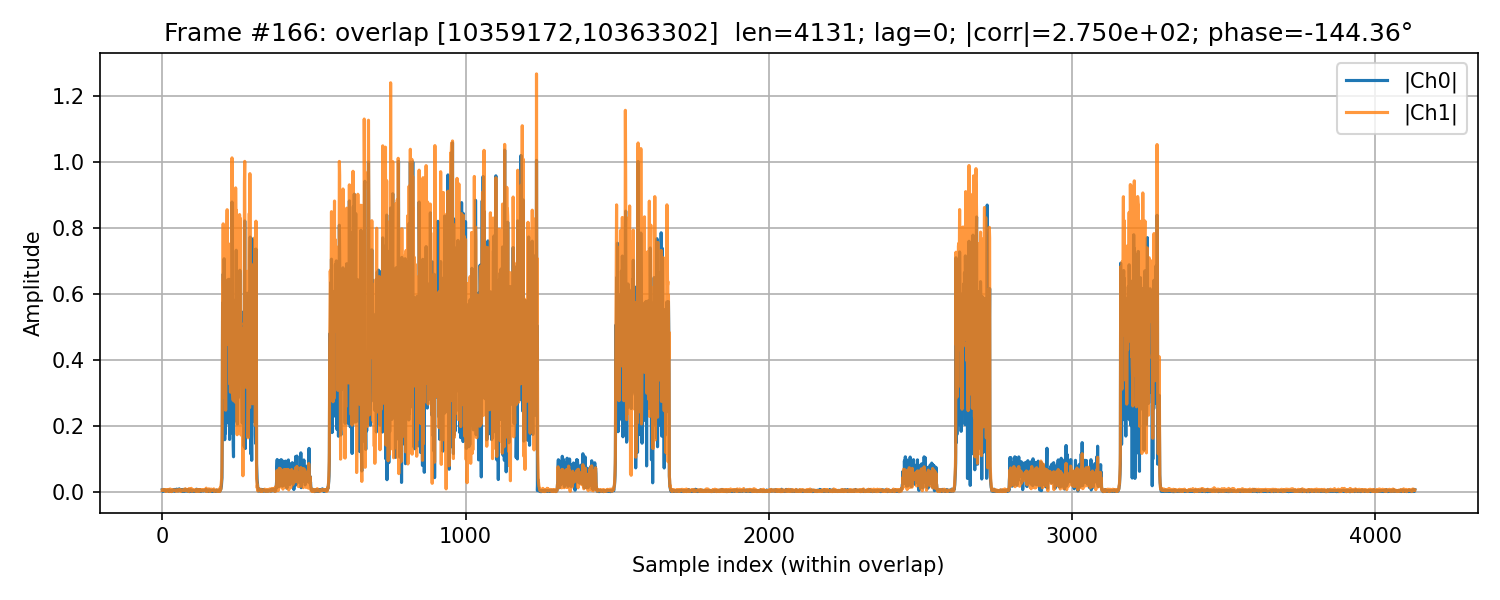 Frame #166: overlap [10359172,10363302]  len=4131; lag=0; |corr|=2.750e+02; phase=-144.36°
|Ch0|
|Ch1|
Amplitude
1.2
1.0
0.8
0.6
0.4
0.2
0.0
0
1000
2000
3000
4000
Sample index (within overlap)